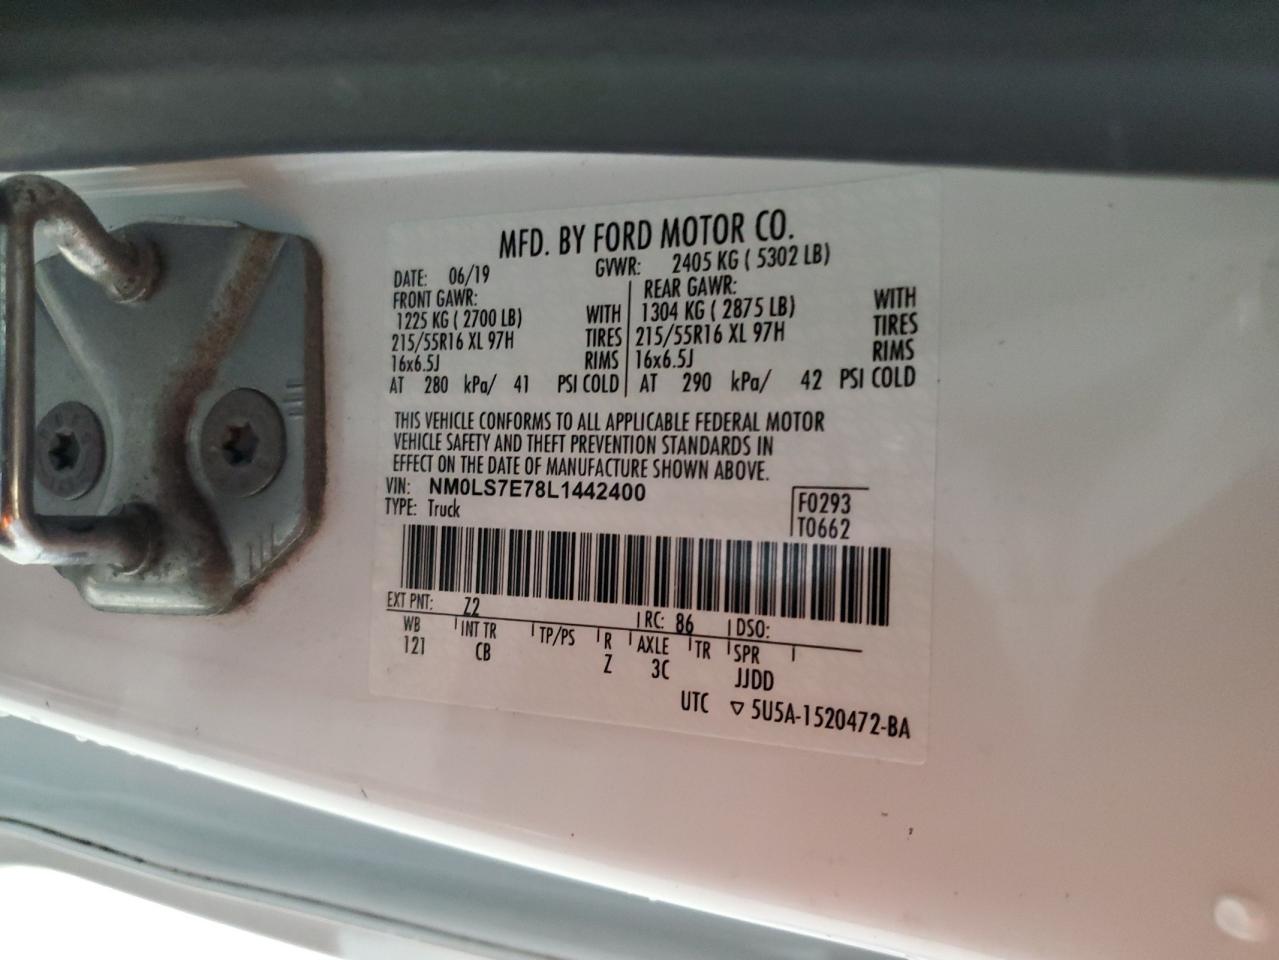 MFD. BY FORD MOTOR CO.
DATE: 06/19 GVWR: 2405 KG ( 5302 LB)
FRONT GAWR: REAR GAWR:
1225 KG ( 2700 LB) WITH 1304 KG ( 2875 LB) WITH
215/55R16 XL 97H TIRES 215/55R16 XL 97H TIRES
16x6.5J RIMS 16x6.5J RIMS
AT 280 kPa/ 41 PSI COLD AT 290 kPa/ 42 PSI COLD
THIS VEHICLE CONFORMS TO ALL APPLICABLE FEDERAL MOTOR
VEHICLE SAFETY AND THEFT PREVENTION STANDARDS IN
EFFECT ON THE DATE OF MANUFACTURE SHOWN ABOVE.
VIN: NM0LS7E78L1442400
TYPE: Truck
F0293
T0662
EXT PNT: Z2 RC: 86 DSO:
WB INT TR TP/PS R AXLE TR SPR
121 CB Z 3C JJDD
UTC ▽ 5U5A-1520472-BA